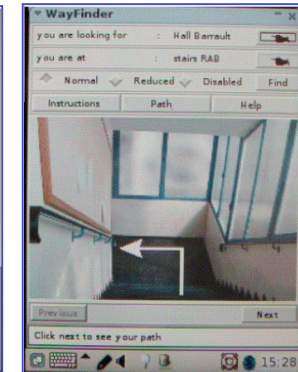 WayFinder
you are looking for : Hall Barrault
you are at : stairs RAB
Normal Reduced Disabled Find
Instructions Path Help
Previous Next
Click next to see your path
15:28